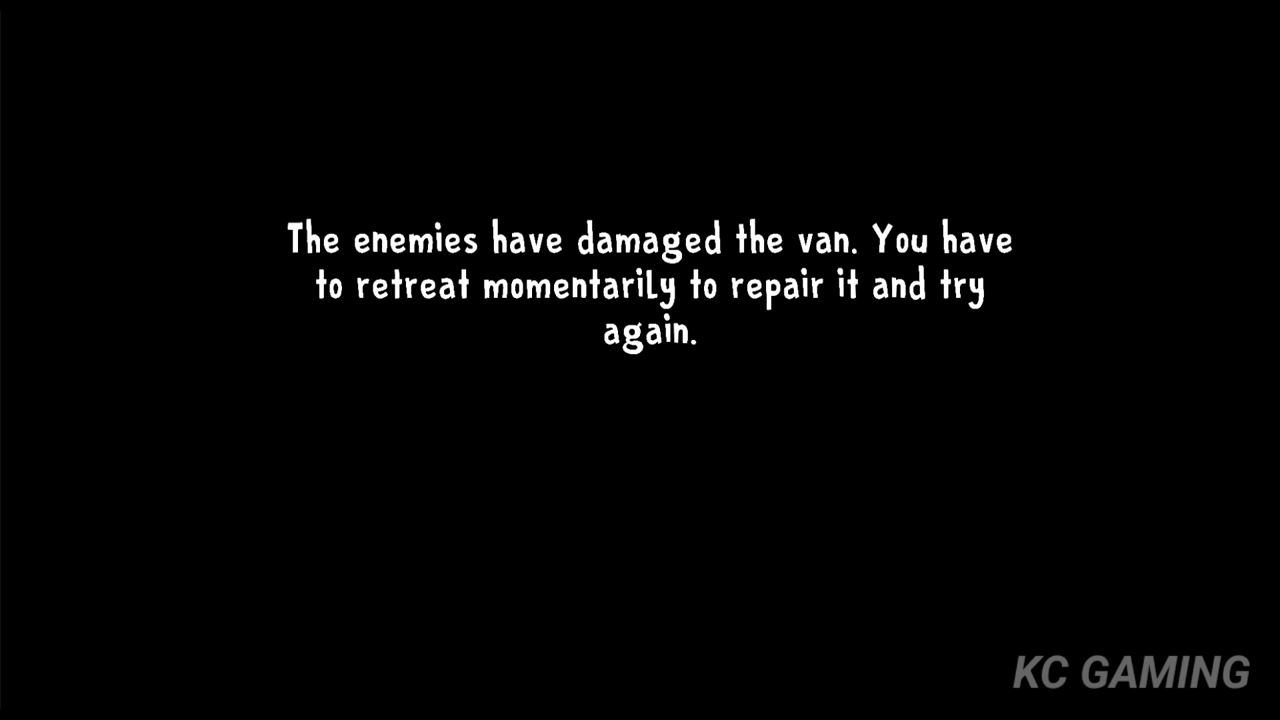 The enemies have damaged the van. You have
to retreat momentarily to repair it and try
again.
KC GAMING